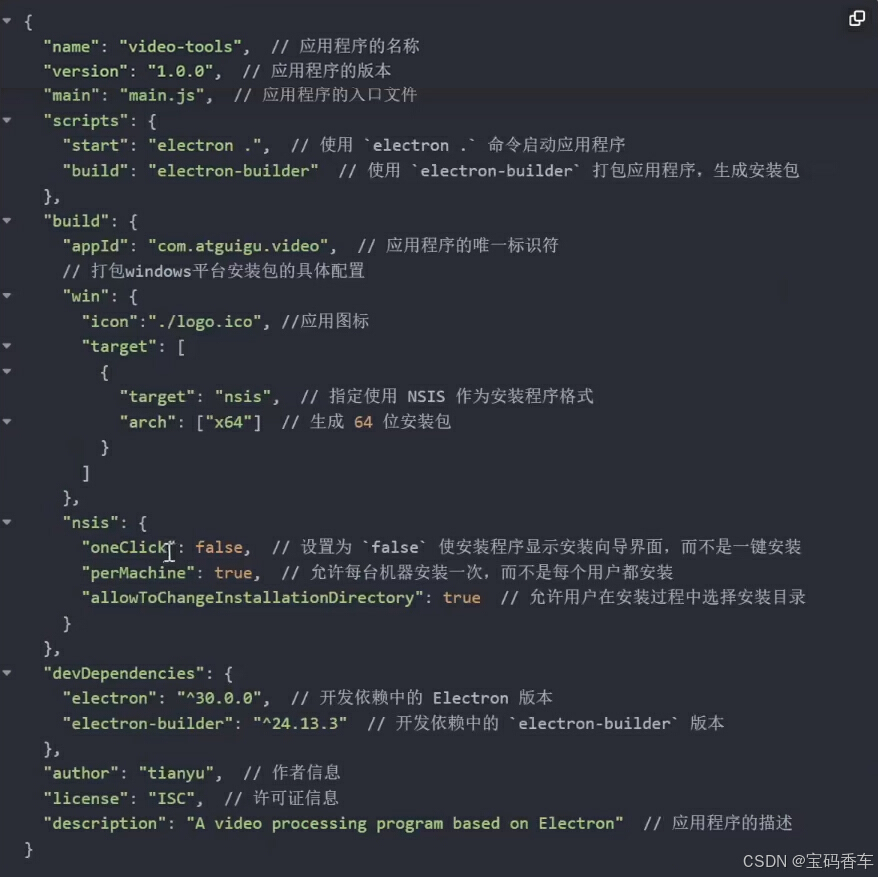 {
"name": "video-tools",  // 应用程序的名称
"version": "1.0.0",  // 应用程序的版本
"main": "main.js",  // 应用程序的入口文件
"scripts": {
"start": "electron .",  // 使用 `electron .` 命令启动应用程序
"build": "electron-builder"  // 使用 `electron-builder` 打包应用程序，生成安装包
},
"build": {
"appId": "com.atguigu.video",  // 应用程序的唯一标识符
// 打包windows平台安装包的具体配置
"win": {
"icon":"./logo.ico", //应用图标
"target": [
{
"target": "nsis",  // 指定使用 NSIS 作为安装程序格式
"arch": ["x64"]  // 生成 64 位安装包
}
]
},
"nsis": {
"oneClick": false,  // 设置为 `false` 使安装程序显示安装向导界面，而不是一键安装
"perMachine": true,  // 允许每台机器安装一次，而不是每个用户都安装
"allowToChangeInstallationDirectory": true  // 允许用户在安装过程中选择安装目录
}
},
"devDependencies": {
"electron": "^30.0.0",  // 开发依赖中的 Electron 版本
"electron-builder": "^24.13.3"  // 开发依赖中的 `electron-builder` 版本
},
"author": "tianyu",  // 作者信息
"license": "ISC",  // 许可证信息
"description": "A video processing program based on Electron"  // 应用程序的描述
}
CSDN @宝码香车